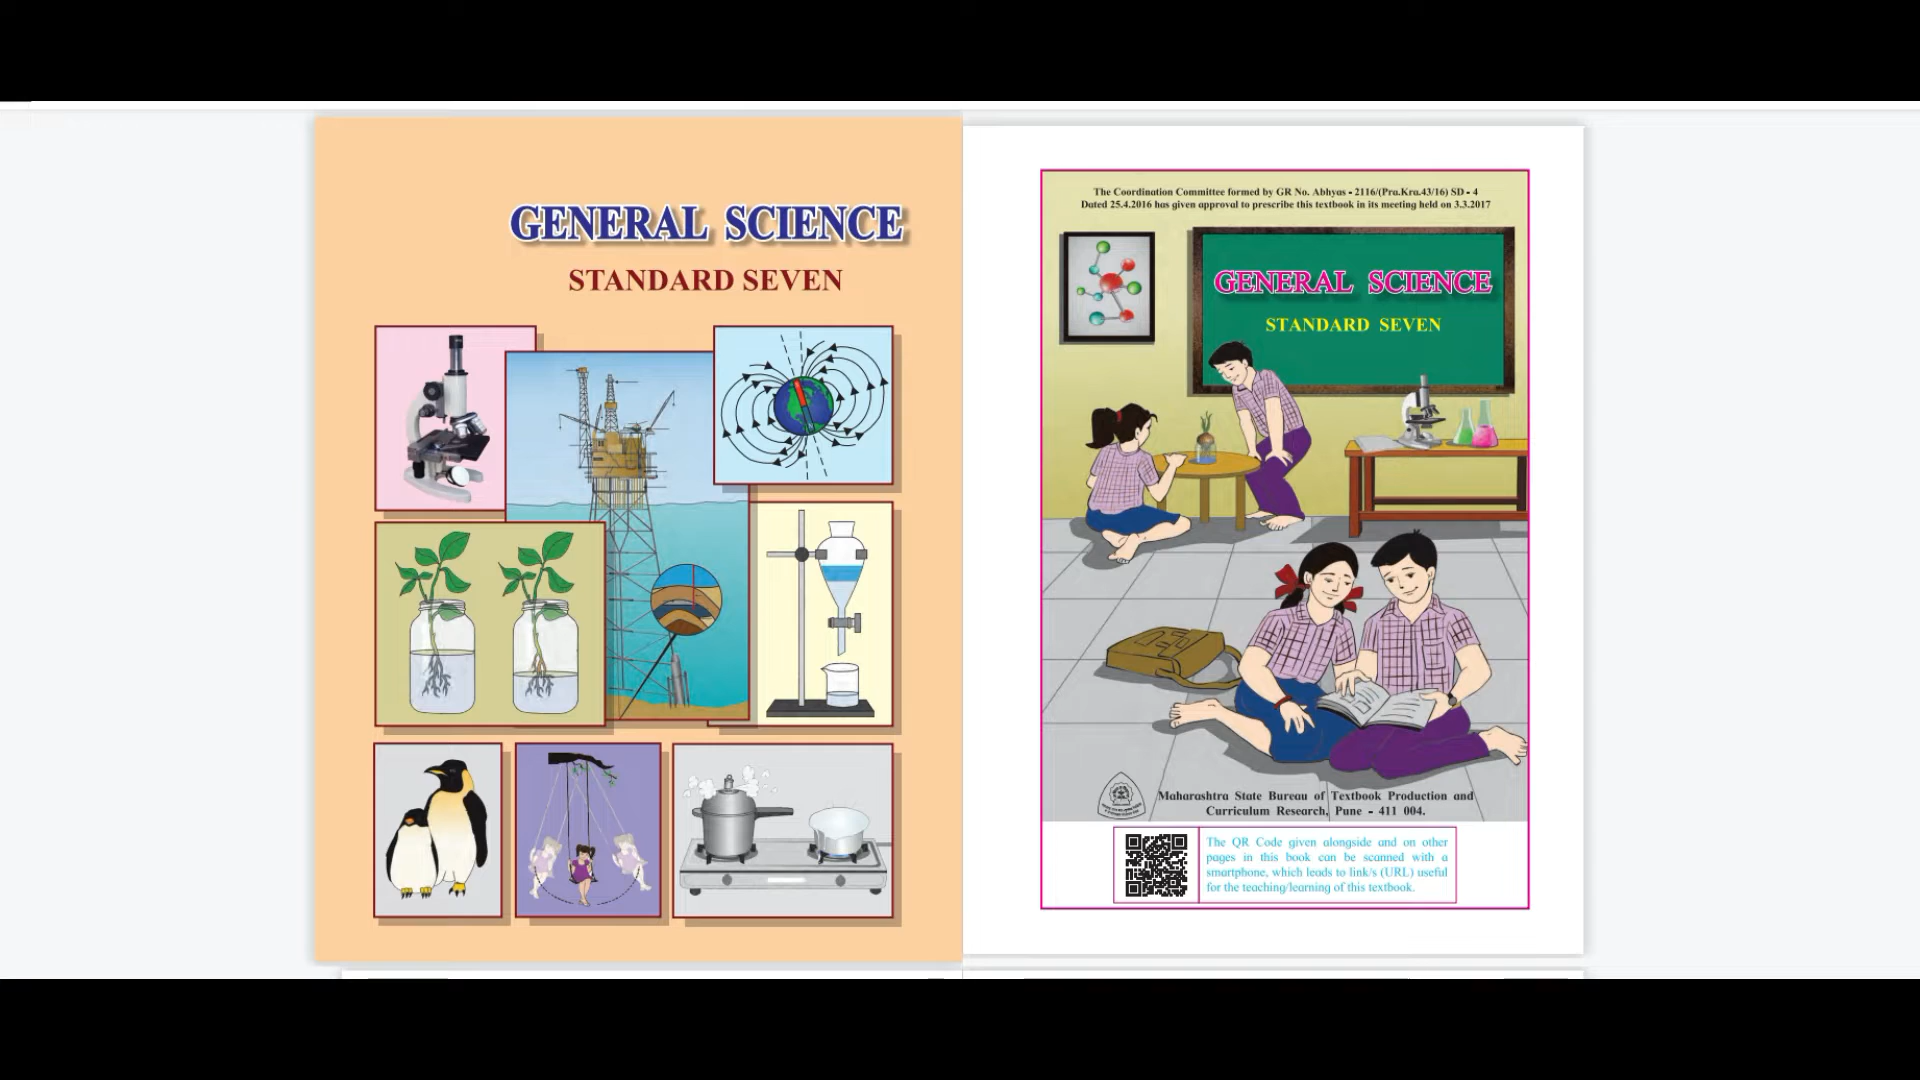 GENERAL SCIENCE
STANDARD SEVEN
The Coordination Committee formed by GR No. Abhyas - 2116/(Pra.Kra.43/16) SD - 4
Dated 25.4.2016 has given approval to prescribe this textbook in its meeting held on 3.3.2017
GENERAL SCIENCE
STANDARD SEVEN
Maharashtra State Bureau of Textbook Production and
Curriculum Research, Pune - 411 004.
The QR Code given alongside and on other
pages in this book can be scanned with a
smartphone, which leads to link/s (URL) useful
for the teaching/learning of this textbook.